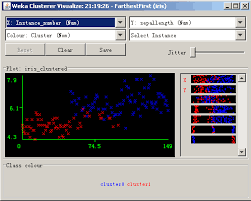 Weka Clusterer Visualize: 21:19:26 - FarthestFirst (iris)
X: Instance_number (Num)
Y: sepallength (Num)
Colour: Cluster (Nom)
Select Instance
Reset
Clear
Save
Jitter
Plot: iris_clustered
7.9
6.1
4.3
0
74.5
149
X
Y
Class colour
cluster0 cluster1